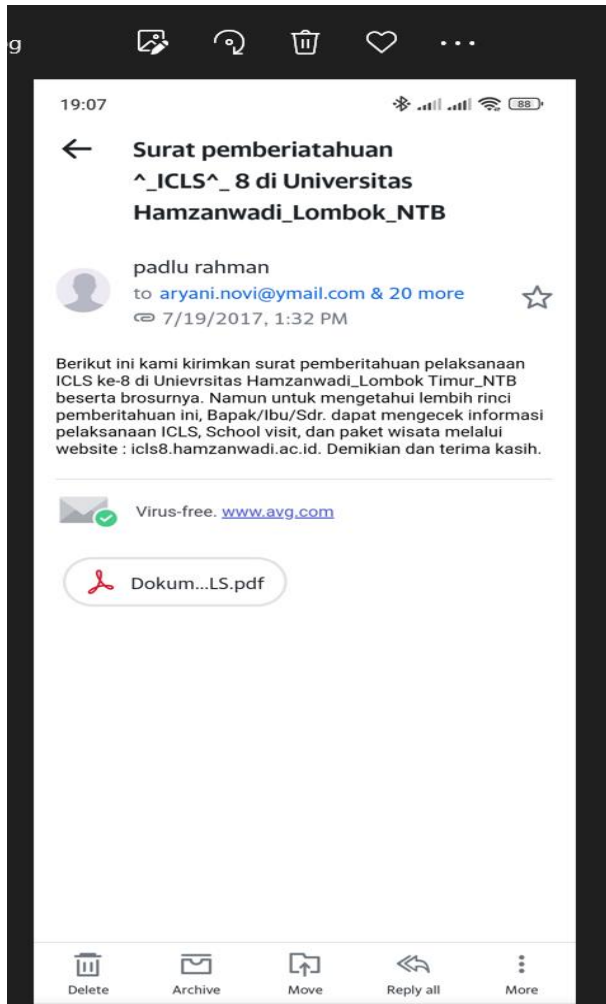 g
19:07
88
Surat pemberiatahuan
^_ICLS^_ 8 di Universitas
Hamzanwadi_Lombok_NTB
padlu rahman
to aryani.novi@ymail.com & 20 more
7/19/2017, 1:32 PM
Berikut ini kami kirimkan surat pemberitahuan pelaksanaan
ICLS ke-8 di Unievrsitas Hamzanwadi_Lombok Timur_NTB
beserta brosurnya. Namun untuk mengetahui lembih rinci
pemberitahuan ini, Bapak/Ibu/Sdr. dapat mengecek informasi
pelaksanaan ICLS, School visit, dan paket wisata melalui
website : icls8.hamzanwadi.ac.id. Demikian dan terima kasih.
Virus-free. www.avg.com
Dokum...LS.pdf
Delete Archive Move Reply all More